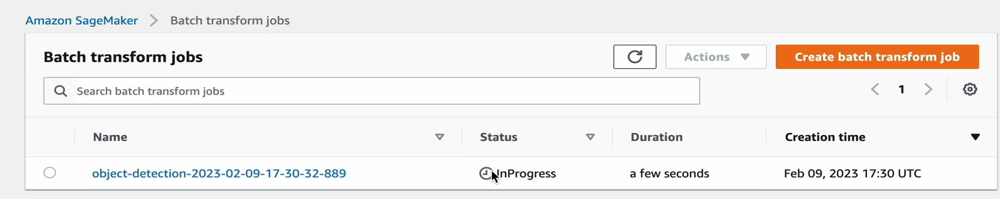 Amazon SageMaker > Batch transform jobs
Batch transform jobs
Actions
Create batch transform job
Search batch transform jobs
1
Name Status Duration Creation time
object-detection-2023-02-09-17-30-32-889 InProgress a few seconds Feb 09, 2023 17:30 UTC